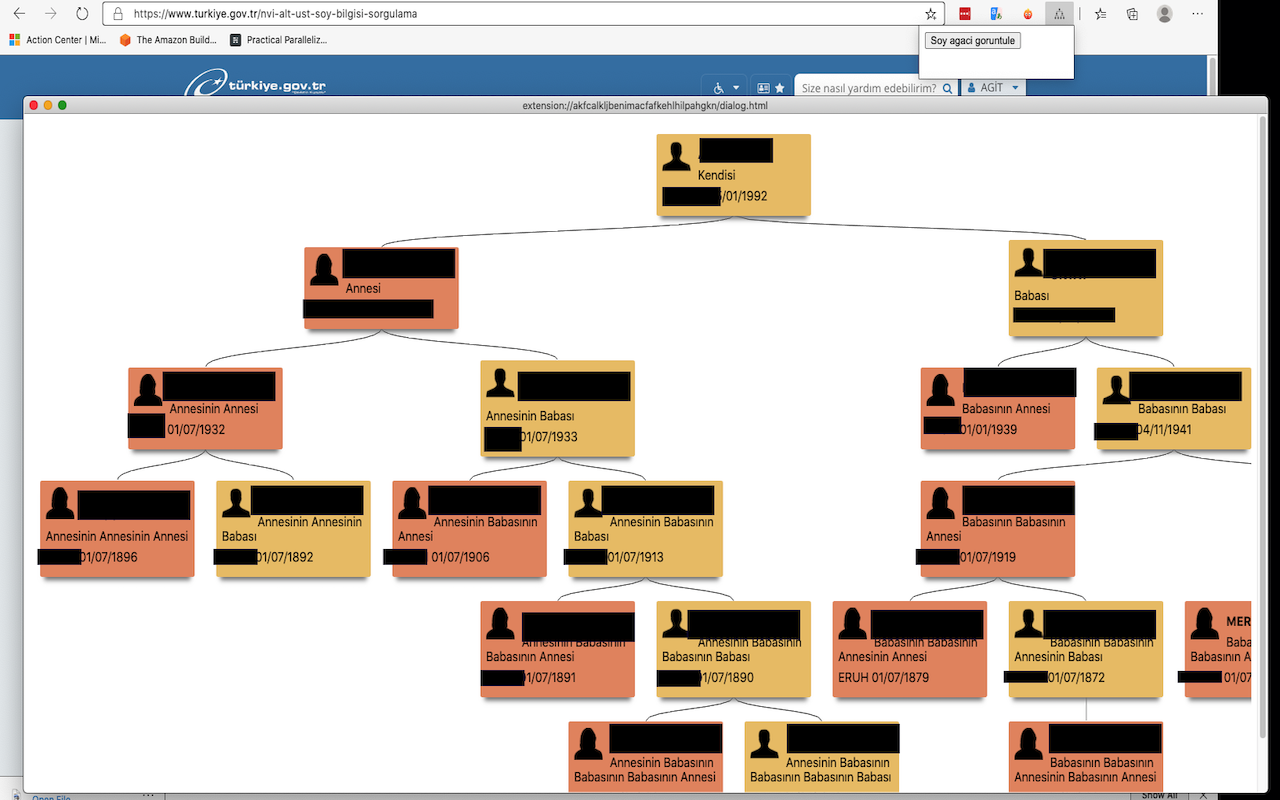 https://www.turkiye.gov.tr/nvi-alt-ust-soy-bilgisi-sorgulama
Action Center | Mi...
The Amazon Build...
Practical Paralleliz...
Soy agaci goruntule
türkiye.gov.tr
Size nasıl yardım edebilirim?
AGİT
extension://akfcalkljbenimacfafkehlhilpahgkn/dialog.html
Kendisi
/01/1992
Annesi
Babası
Annesinin Annesi
01/07/1932
Annesinin Babası
01/07/1933
Babasının Annesi
01/01/1939
Babasının Babası
04/11/1941
Annesinin Annesinin Annesi
01/07/1896
Annesinin Annesinin
Babası
01/07/1892
Annesinin Babasının
Annesi
01/07/1906
Annesinin Babasının
Babası
01/07/1913
Babasının Babasının
Annesi
01/07/1919
Annesinin Babasının
Babasının Annesi
01/07/1891
Annesinin Babasının
Babasının Babası
01/07/1890
Babasının Babasının
Annesinin Annesi
ERUH 01/07/1879
Babasının Babasının
Annesinin Babası
01/07/1872
MER
Baba
Babasının A
01/07
Annesinin Babasının
Babasının Babasının Annesi
Annesinin Babasının
Babasının Babasının Babası
Babasının Babasının
Annesinin Babasının Annesi
Open File
Show All